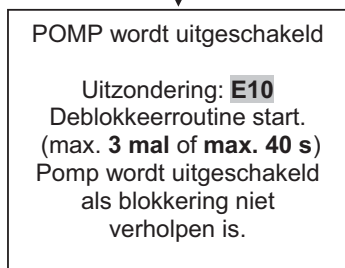 POMP wordt uitgeschakeld
Uitzondering: E10
Deblokkeerroutine start.
(max. 3 mal of max. 40 s)
Pomp wordt uitgeschakeld
als blokkering niet
verholpen is.